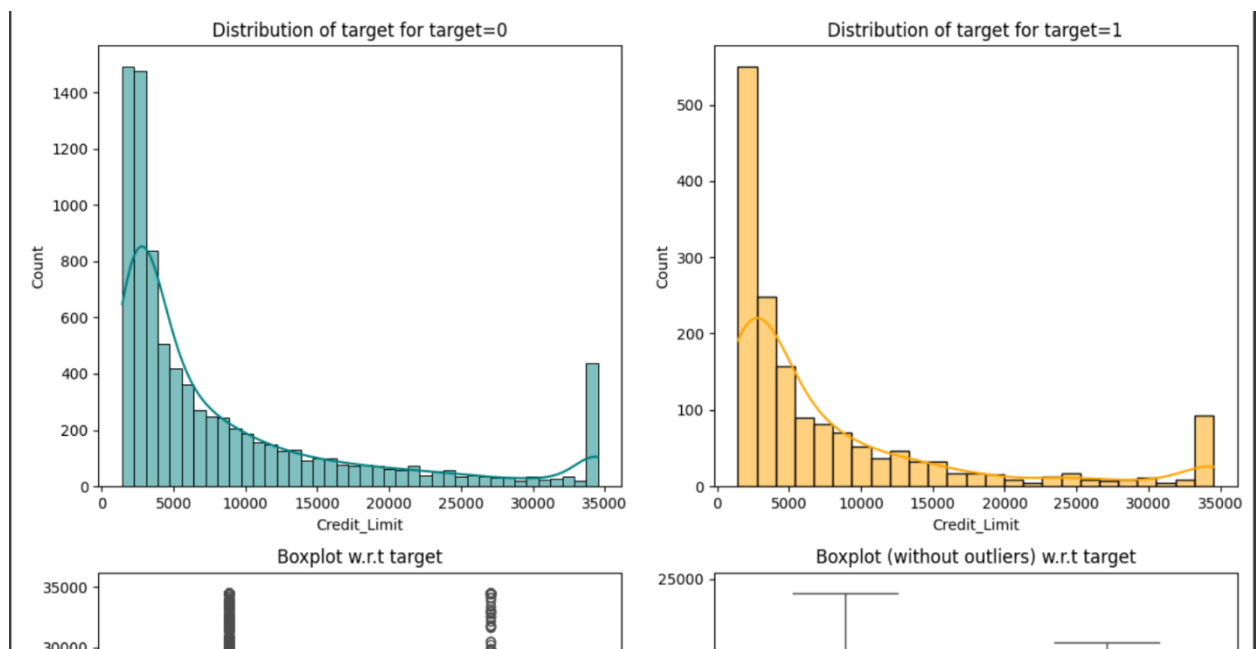 Distribution of target for target=0
Distribution of target for target=1
1400
1200
1000
800
600
400
200
0
Count
0 5000 10000 15000 20000 25000 30000 35000
Credit_Limit
500
400
300
200
100
0
Count
0 5000 10000 15000 20000 25000 30000 35000
Credit_Limit
Boxplot w.r.t target
Boxplot (without outliers) w.r.t target
35000
30000
25000